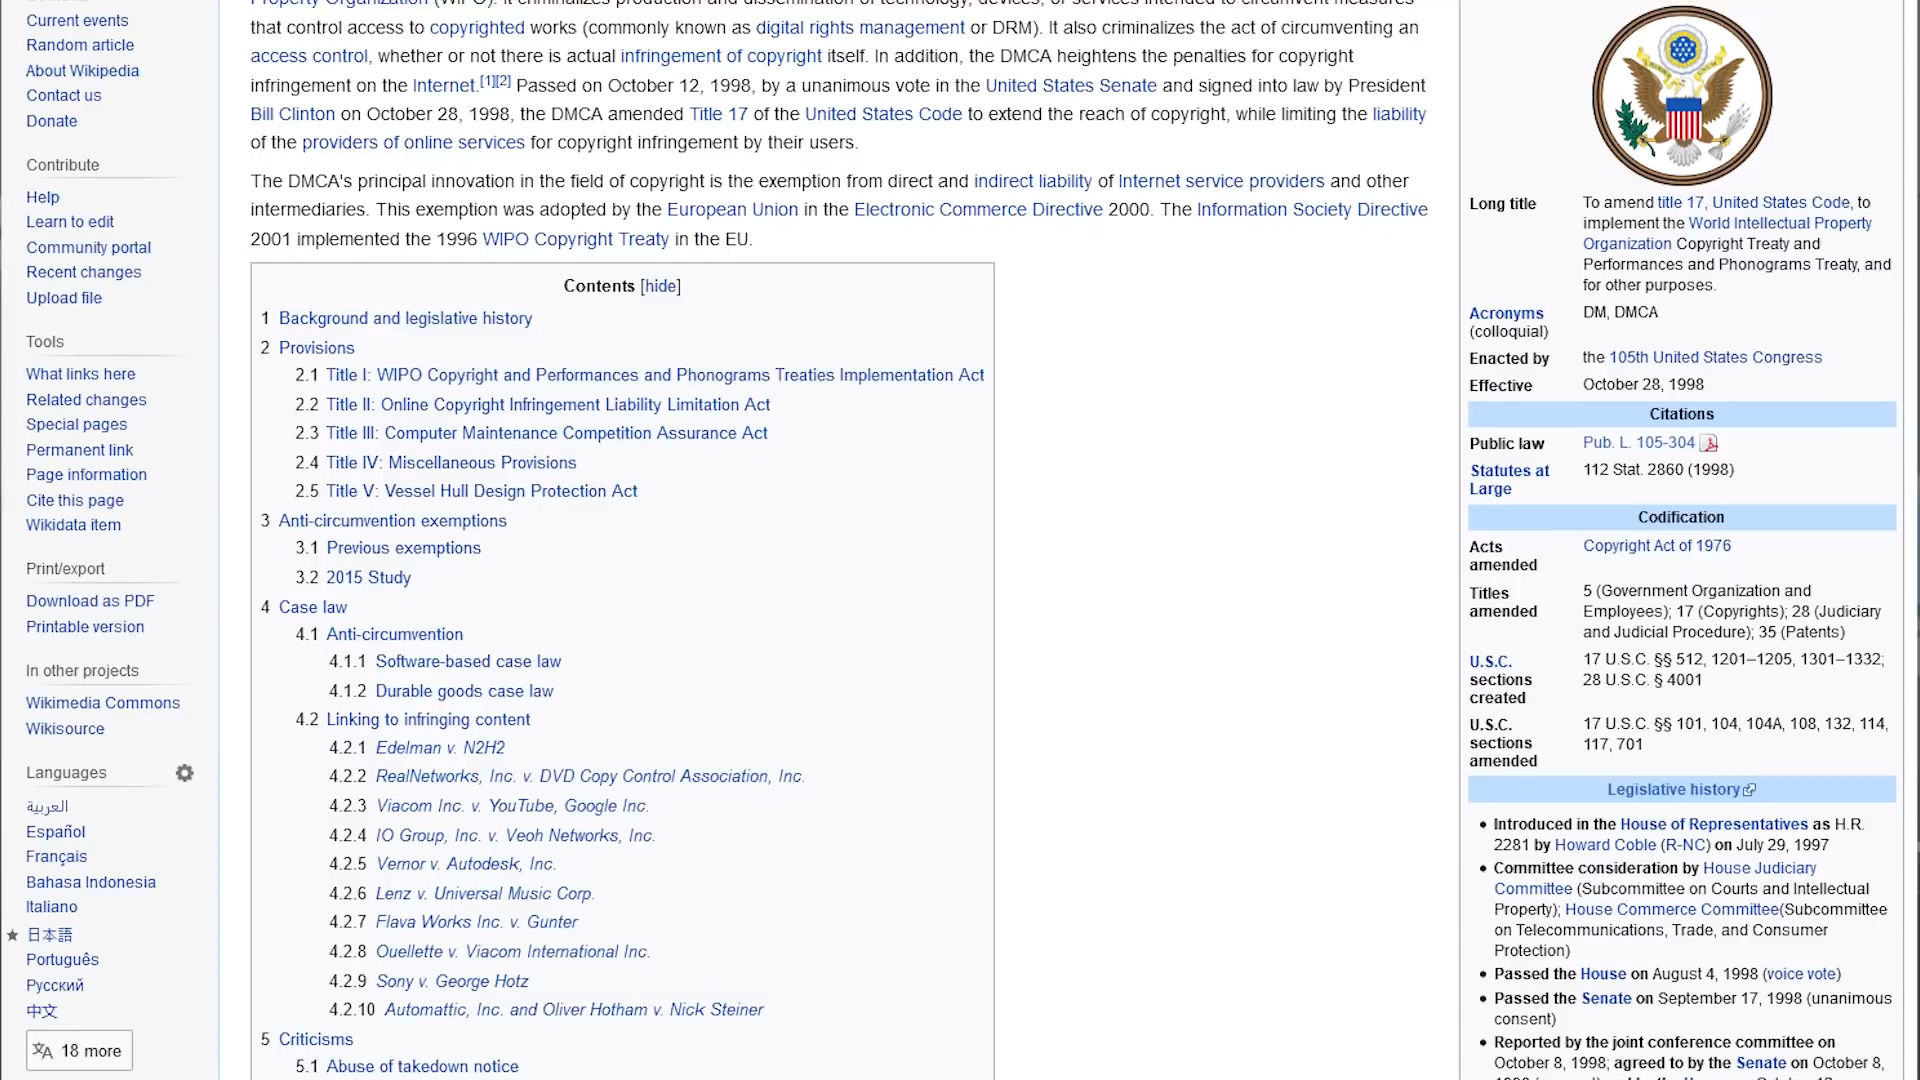 Current events
Random article
About Wikipedia
Contact us
Donate
Contribute
Help
Learn to edit
Community portal
Recent changes
Upload file
Tools
What links here
Related changes
Special pages
Permanent link
Page information
Cite this page
Wikidata item
Print/export
Download as PDF
Printable version
In other projects
Wikimedia Commons
Wikisource
Languages
العربية
Español
Français
Bahasa Indonesia
Italiano
日本語
Português
Русский
中文
18 more
Property Organization (WIPO). It criminalizes production and dissemination of technology, devices, or services intended to circumvent measures
that control access to copyrighted works (commonly known as digital rights management or DRM). It also criminalizes the act of circumventing an
access control, whether or not there is actual infringement of copyright itself. In addition, the DMCA heightens the penalties for copyright
infringement on the Internet.[1][2] Passed on October 12, 1998, by a unanimous vote in the United States Senate and signed into law by President
Bill Clinton on October 28, 1998, the DMCA amended Title 17 of the United States Code to extend the reach of copyright, while limiting the liability
of the providers of online services for copyright infringement by their users.
The DMCA's principal innovation in the field of copyright is the exemption from direct and indirect liability of Internet service providers and other
intermediaries. This exemption was adopted by the European Union in the Electronic Commerce Directive 2000. The Information Society Directive
2001 implemented the 1996 WIPO Copyright Treaty in the EU.
Contents [hide]
1 Background and legislative history
2 Provisions
2.1 Title I: WIPO Copyright and Performances and Phonograms Treaties Implementation Act
2.2 Title II: Online Copyright Infringement Liability Limitation Act
2.3 Title III: Computer Maintenance Competition Assurance Act
2.4 Title IV: Miscellaneous Provisions
2.5 Title V: Vessel Hull Design Protection Act
3 Anti-circumvention exemptions
3.1 Previous exemptions
3.2 2015 Study
4 Case law
4.1 Anti-circumvention
4.1.1 Software-based case law
4.1.2 Durable goods case law
4.2 Linking to infringing content
4.2.1 Edelman v. N2H2
4.2.2 RealNetworks, Inc. v. DVD Copy Control Association, Inc.
4.2.3 Viacom Inc. v. YouTube, Google Inc.
4.2.4 IO Group, Inc. v. Veoh Networks, Inc.
4.2.5 Vernor v. Autodesk, Inc.
4.2.6 Lenz v. Universal Music Corp.
4.2.7 Flava Works Inc. v. Gunter
4.2.8 Ouellette v. Viacom International Inc.
4.2.9 Sony v. George Hotz
4.2.10 Automattic, Inc. and Oliver Hotham v. Nick Steiner
5 Criticisms
5.1 Abuse of takedown notice
Long title To amend title 17, United States Code, to
implement the World Intellectual Property
Organization Copyright Treaty and
Performances and Phonograms Treaty, and
for other purposes.
Acronyms DM, DMCA
(colloquial)
Enacted by the 105th United States Congress
Effective October 28, 1998
Citations
Public law Pub. L. 105-304
Statutes at 112 Stat. 2860 (1998)
Large
Codification
Acts Copyright Act of 1976
amended
Titles 5 (Government Organization and
amended Employees); 17 (Copyrights); 28 (Judiciary
and Judicial Procedure); 35 (Patents)
U.S.C. 17 U.S.C. §§ 512, 1201–1205, 1301–1332;
sections 28 U.S.C. § 4001
created
U.S.C. 17 U.S.C. §§ 101, 104, 104A, 108, 132, 114,
sections 117, 701
amended
Legislative history
• Introduced in the House of Representatives as H.R.
2281 by Howard Coble (R-NC) on July 29, 1997
• Committee consideration by House Judiciary
Committee (Subcommittee on Courts and Intellectual
Property); House Commerce Committee(Subcommittee
on Telecommunications, Trade, and Consumer
Protection)
• Passed the House on August 4, 1998 (voice vote)
• Passed the Senate on September 17, 1998 (unanimous
consent)
• Reported by the joint conference committee on
October 8, 1998; agreed to by the Senate on October 8,